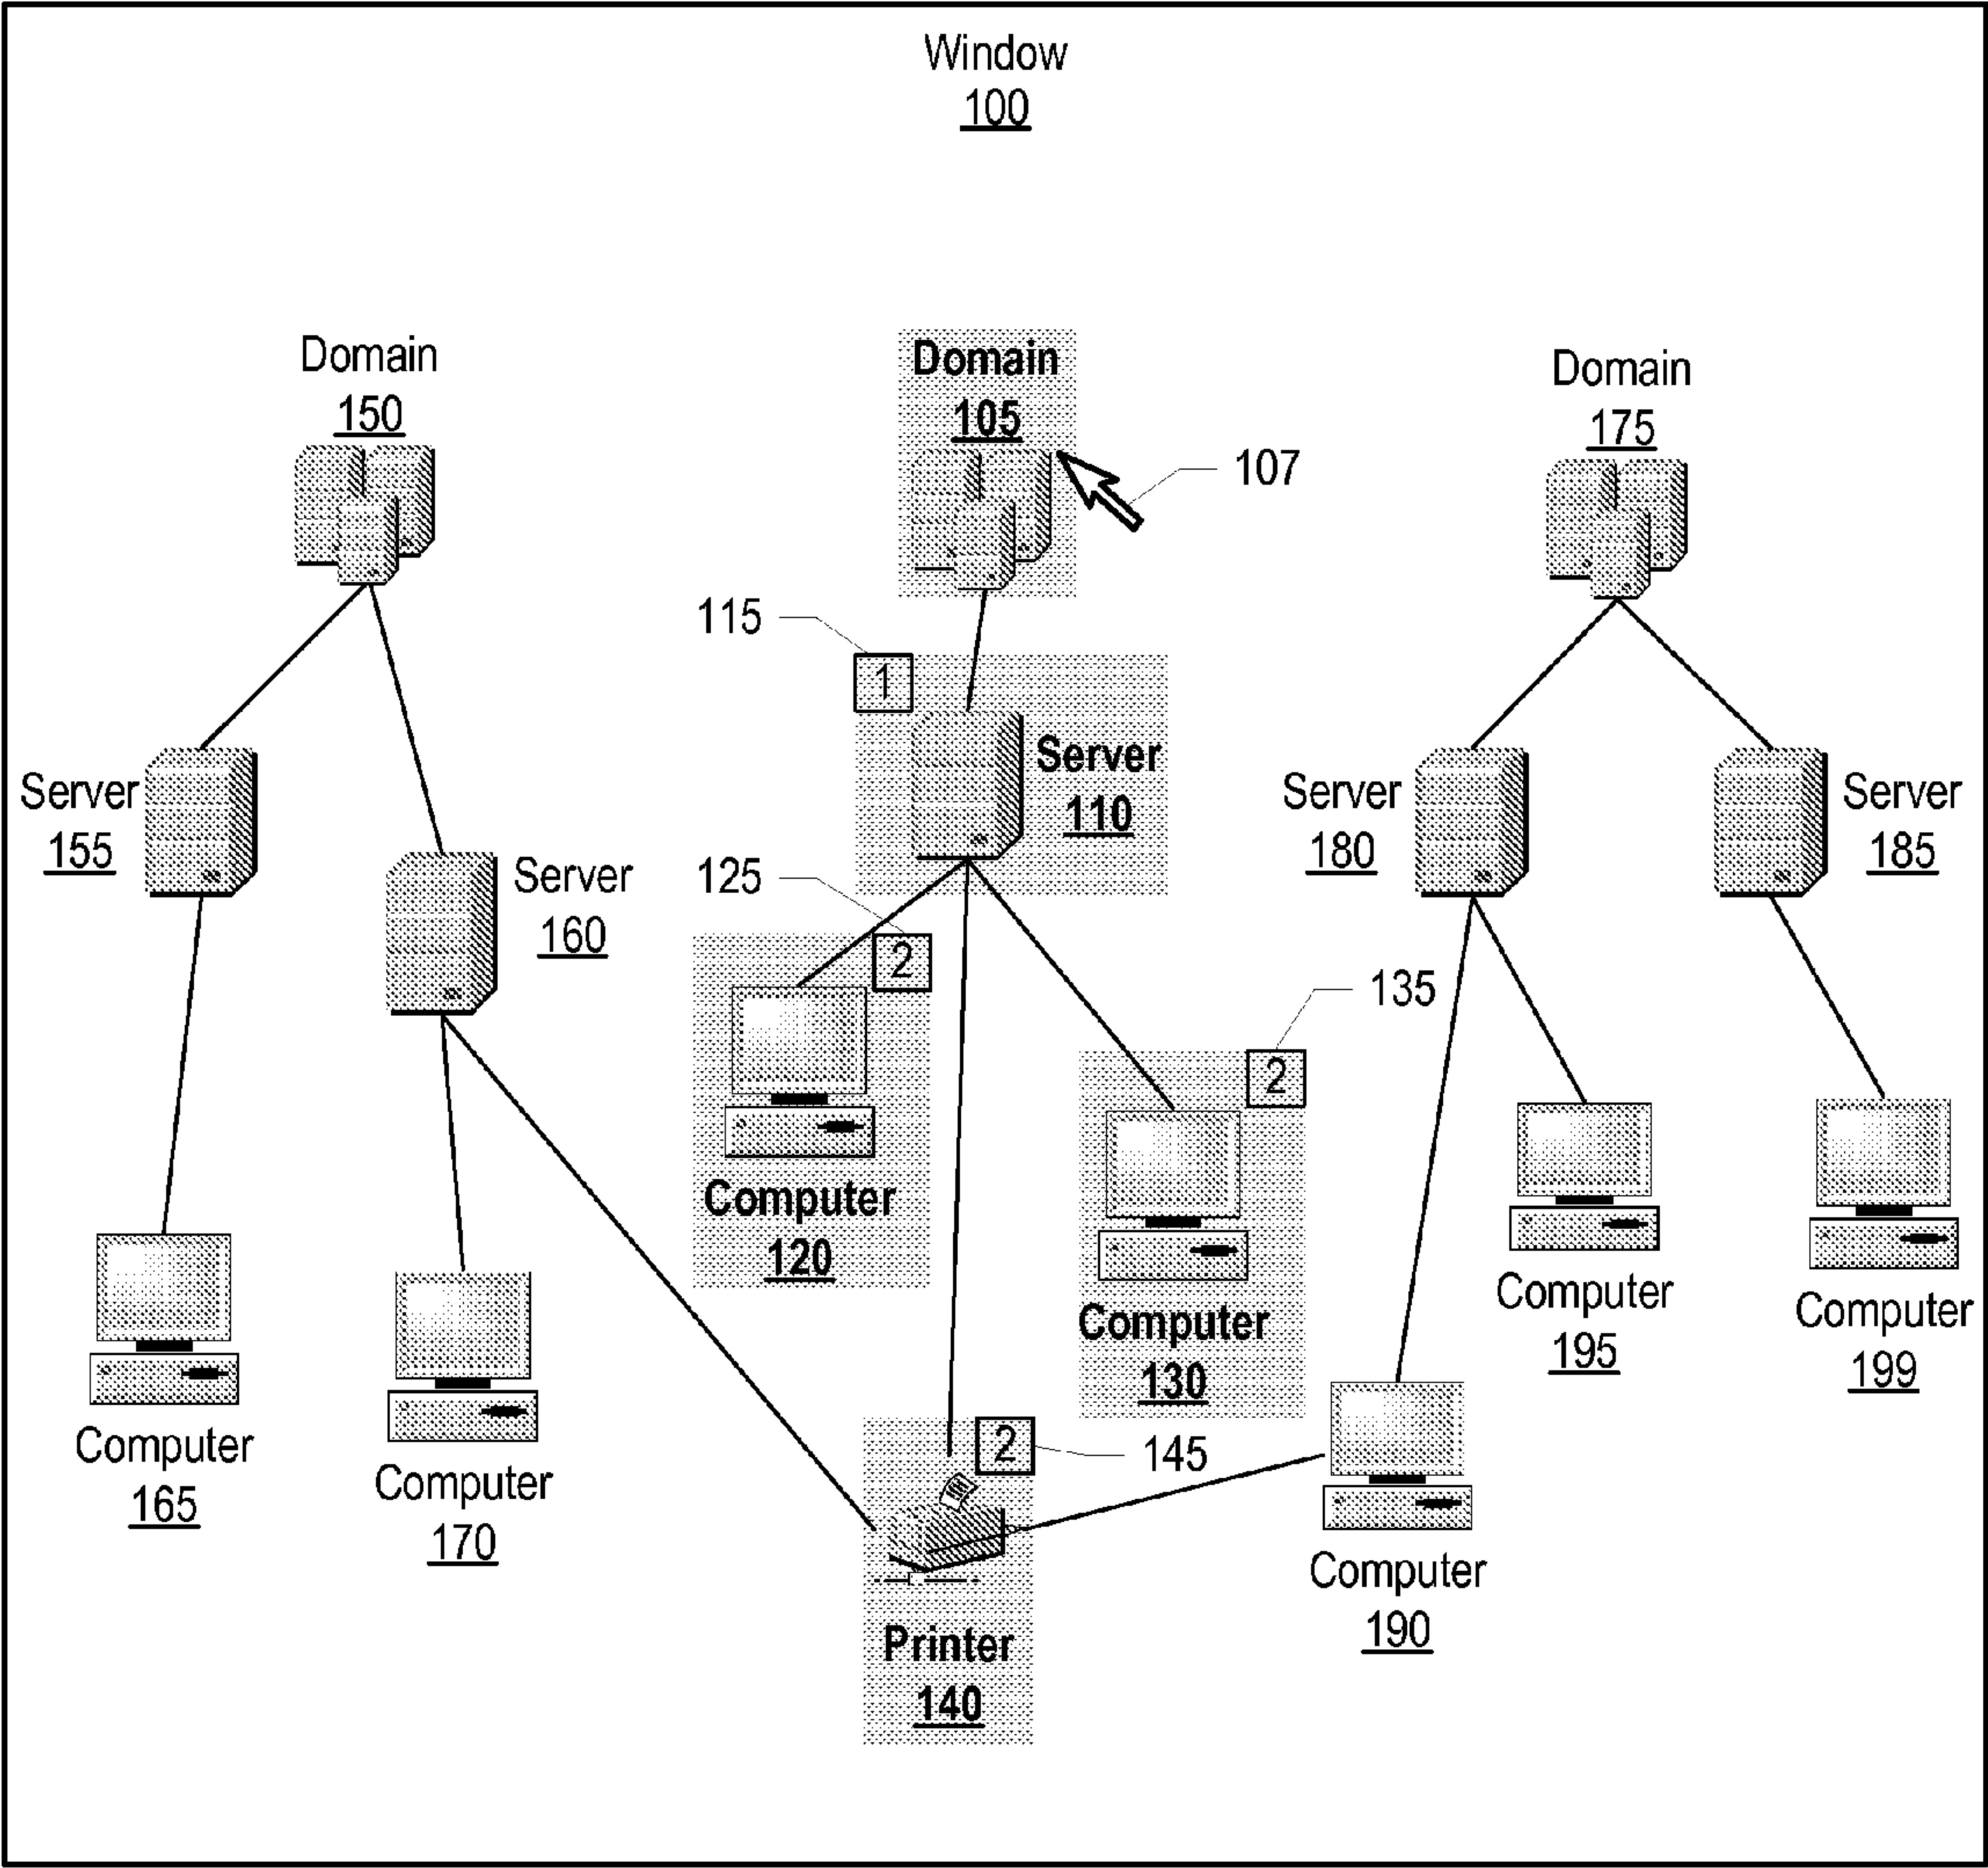 Window
100
Domain
150
Domain
105
107
Domain
175
115
1
Server
155
Server
160
Server
110
Server
180
Server
185
125
2
135
2
Computer
120
Computer
130
Computer
165
Computer
170
2
145
Computer
195
Computer
199
Computer
190
Printer
140